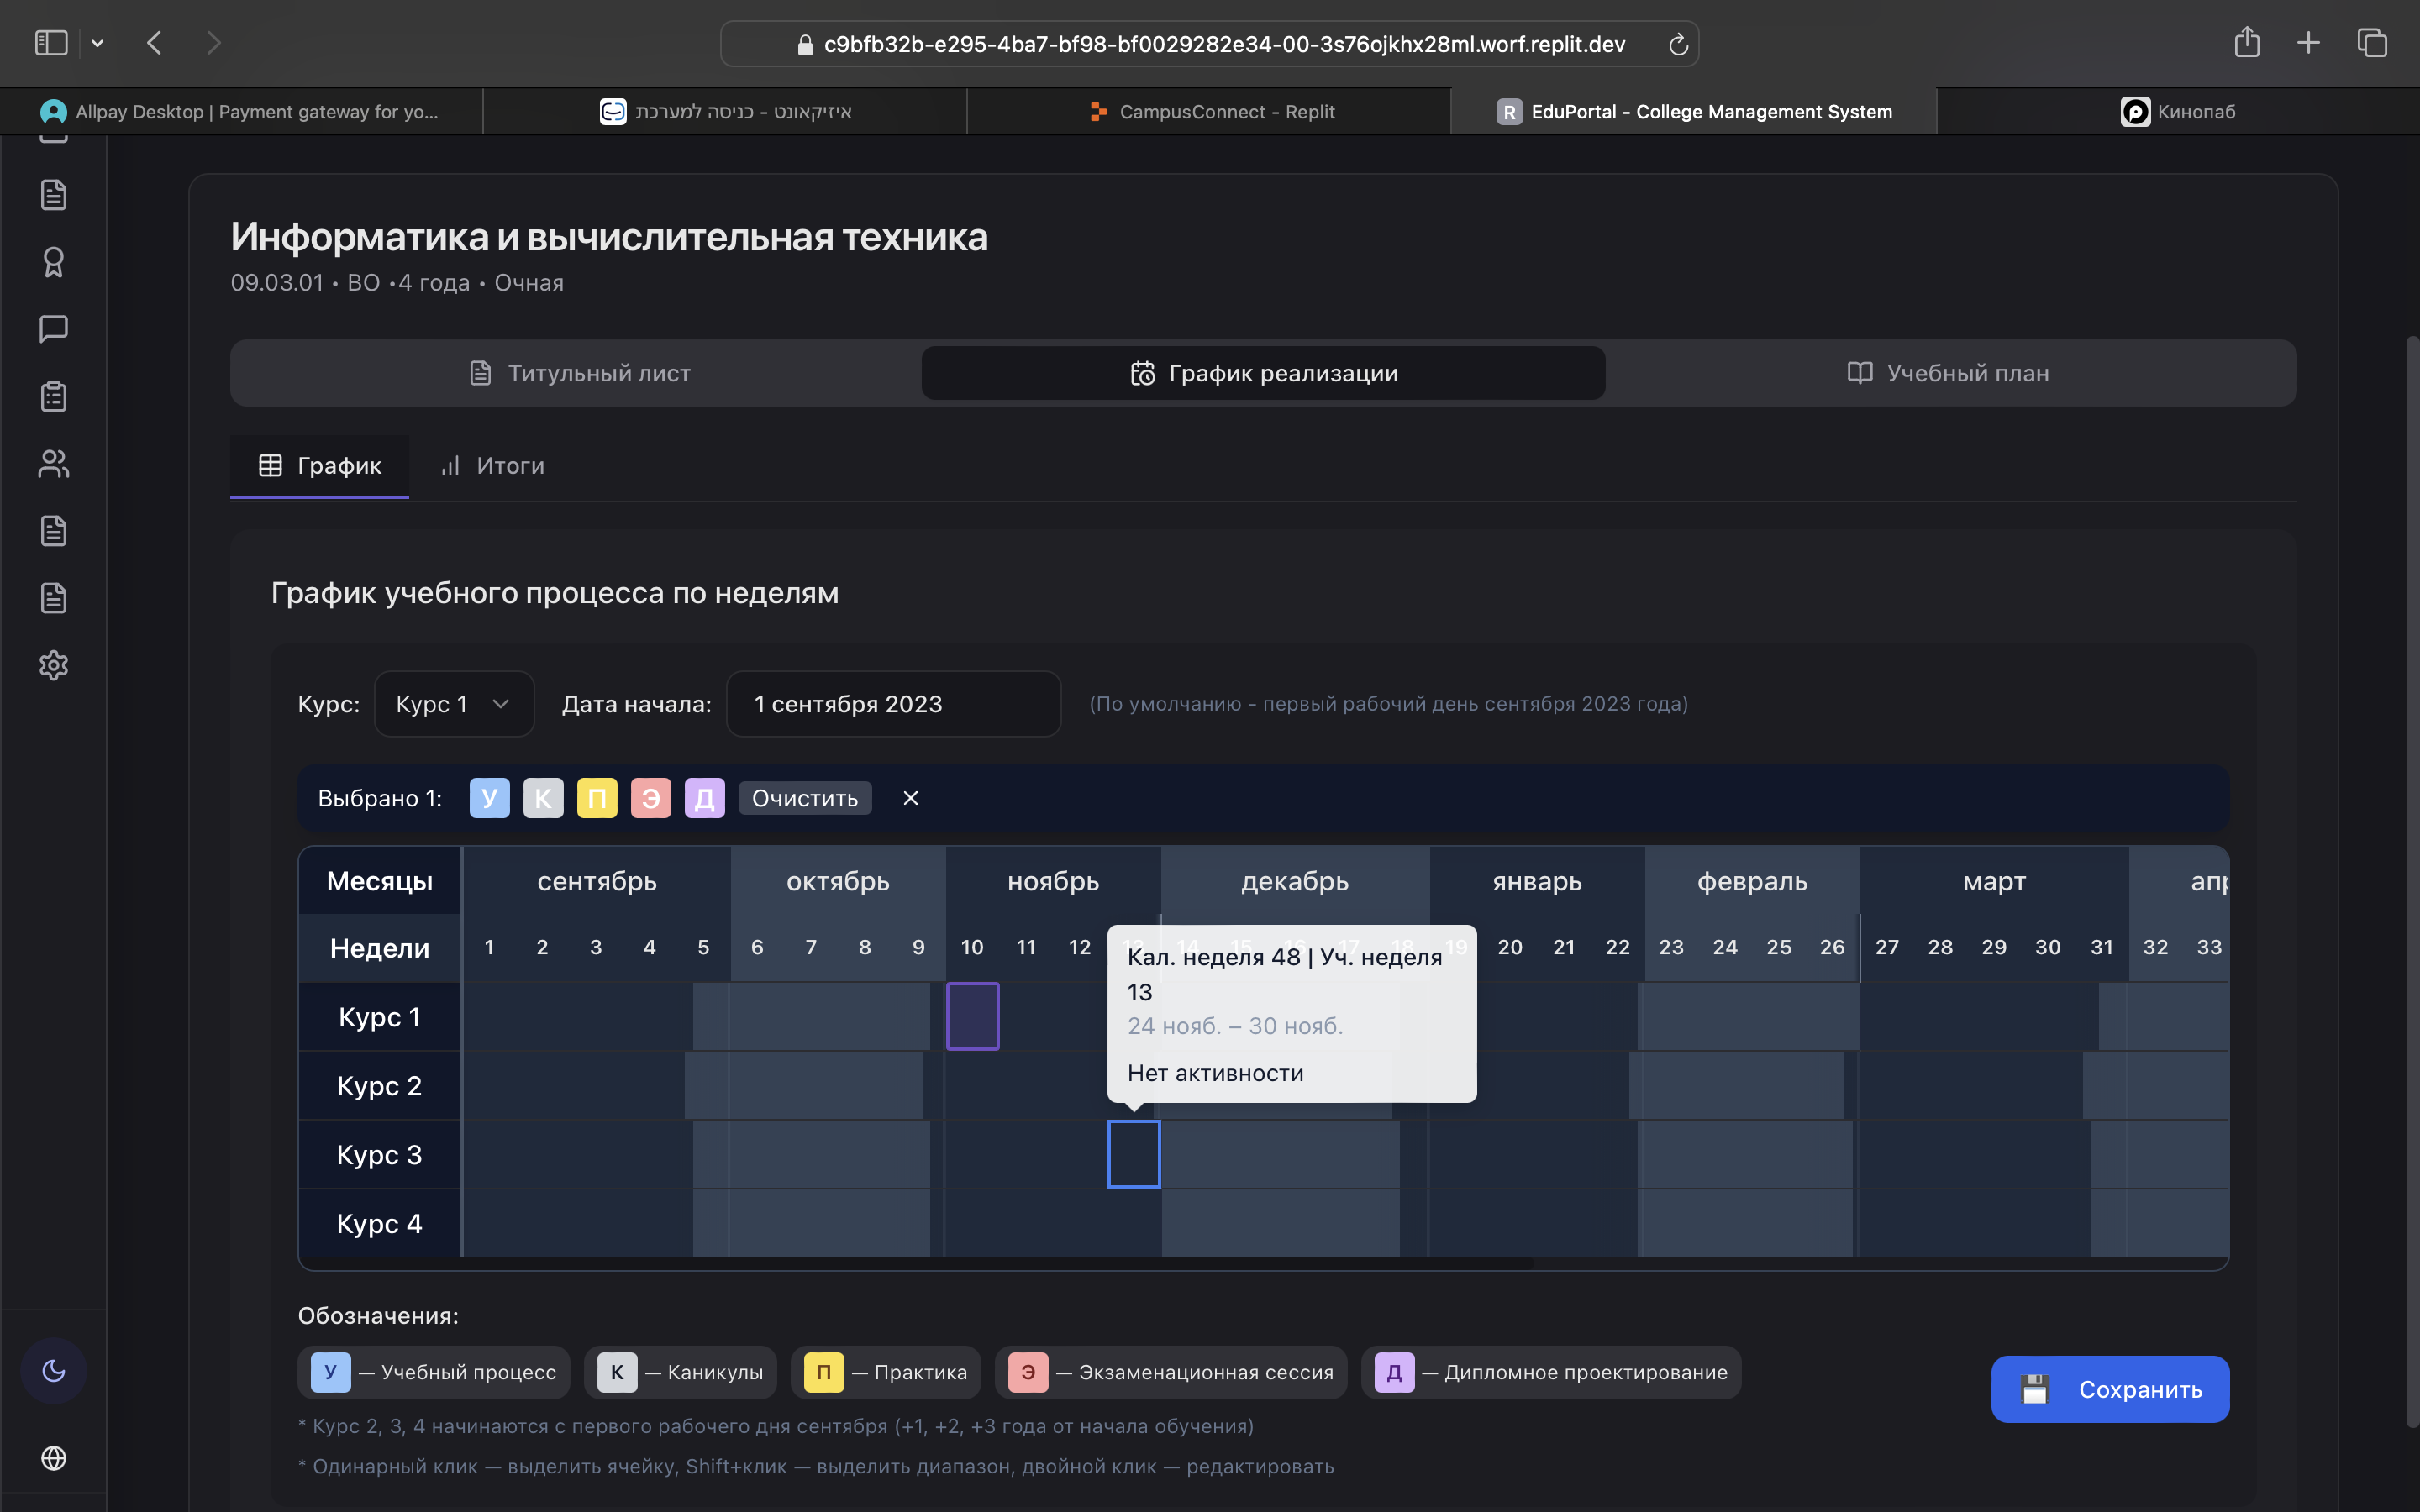 c9bfb32b-e295-4ba7-bf98-bf0029282e34-00-3s76ojkhx28ml.worf.replit.dev
Allpay Desktop | Payment gateway for yo...
איזיקאונט - כניסה למערכת
CampusConnect - Replit
R EduPortal - College Management System
Кинопаб
Информатика и вычислительная техника
09.03.01 • ВО •4 года • Очная
Титульный лист
График реализации
Учебный план
График
Итоги
График учебного процесса по неделям
Курс: Курс 1 Дата начала: 1 сентября 2023 (По умолчанию - первый рабочий день сентября 2023 года)
Выбрано 1: У К П Э Д Очистить ×
Месяцы сентябрь октябрь ноябрь декабрь январь февраль март апр
Недели 1 2 3 4 5 6 7 8 9 10 11 12 13 14 15 16 17 18 19 20 21 22 23 24 25 26 27 28 29 30 31 32 33
Кал. неделя 48 | Уч. неделя
13
24 нояб. – 30 нояб.
Нет активности
Курс 1
Курс 2
Курс 3
Курс 4
Обозначения:
У — Учебный процесс К — Каникулы П — Практика Э — Экзаменационная сессия Д — Дипломное проектирование
Сохранить
* Курс 2, 3, 4 начинаются с первого рабочего дня сентября (+1, +2, +3 года от начала обучения)
* Одинарный клик — выделить ячейку, Shift+клик — выделить диапазон, двойной клик — редактировать